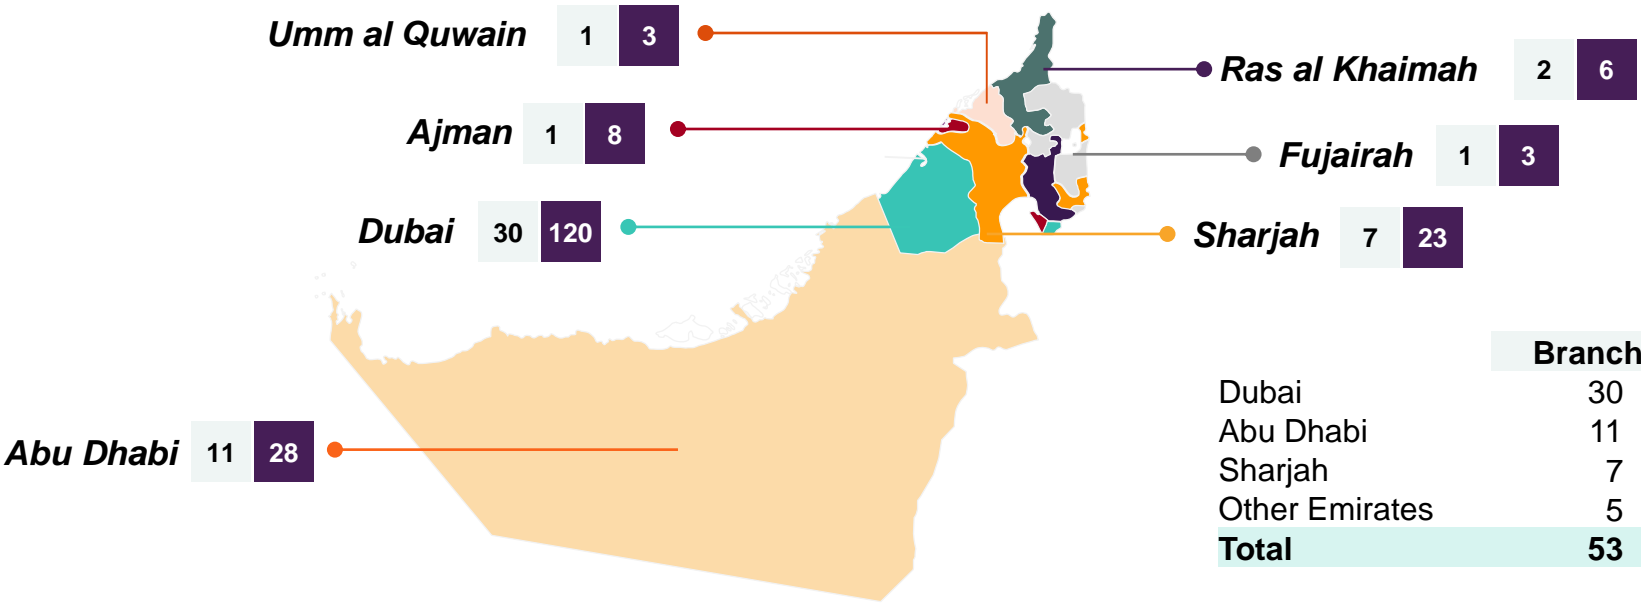 Umm al Quwain 1 3
Ras al Khaimah 2 6
Ajman 1 8
Fujairah 1 3
Dubai 30 120
Sharjah 7 23
Abu Dhabi 11 28
Branch
Dubai 30
Abu Dhabi 11
Sharjah 7
Other Emirates 5
Total 53